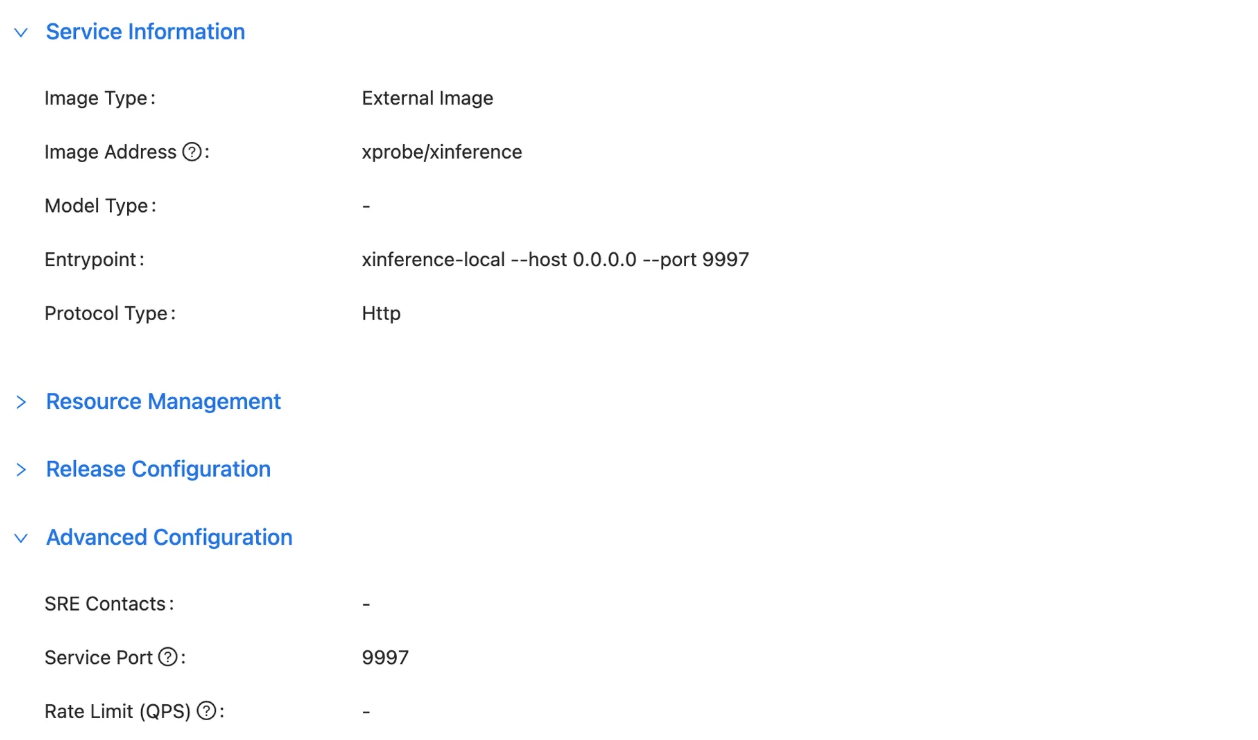 Service Information
Image Type: External Image
Image Address ?: xprobe/xinference
Model Type: -
Entrypoint: xinference-local --host 0.0.0.0 --port 9997
Protocol Type: Http
Resource Management
Release Configuration
Advanced Configuration
SRE Contacts: -
Service Port ?: 9997
Rate Limit (QPS) ?: -